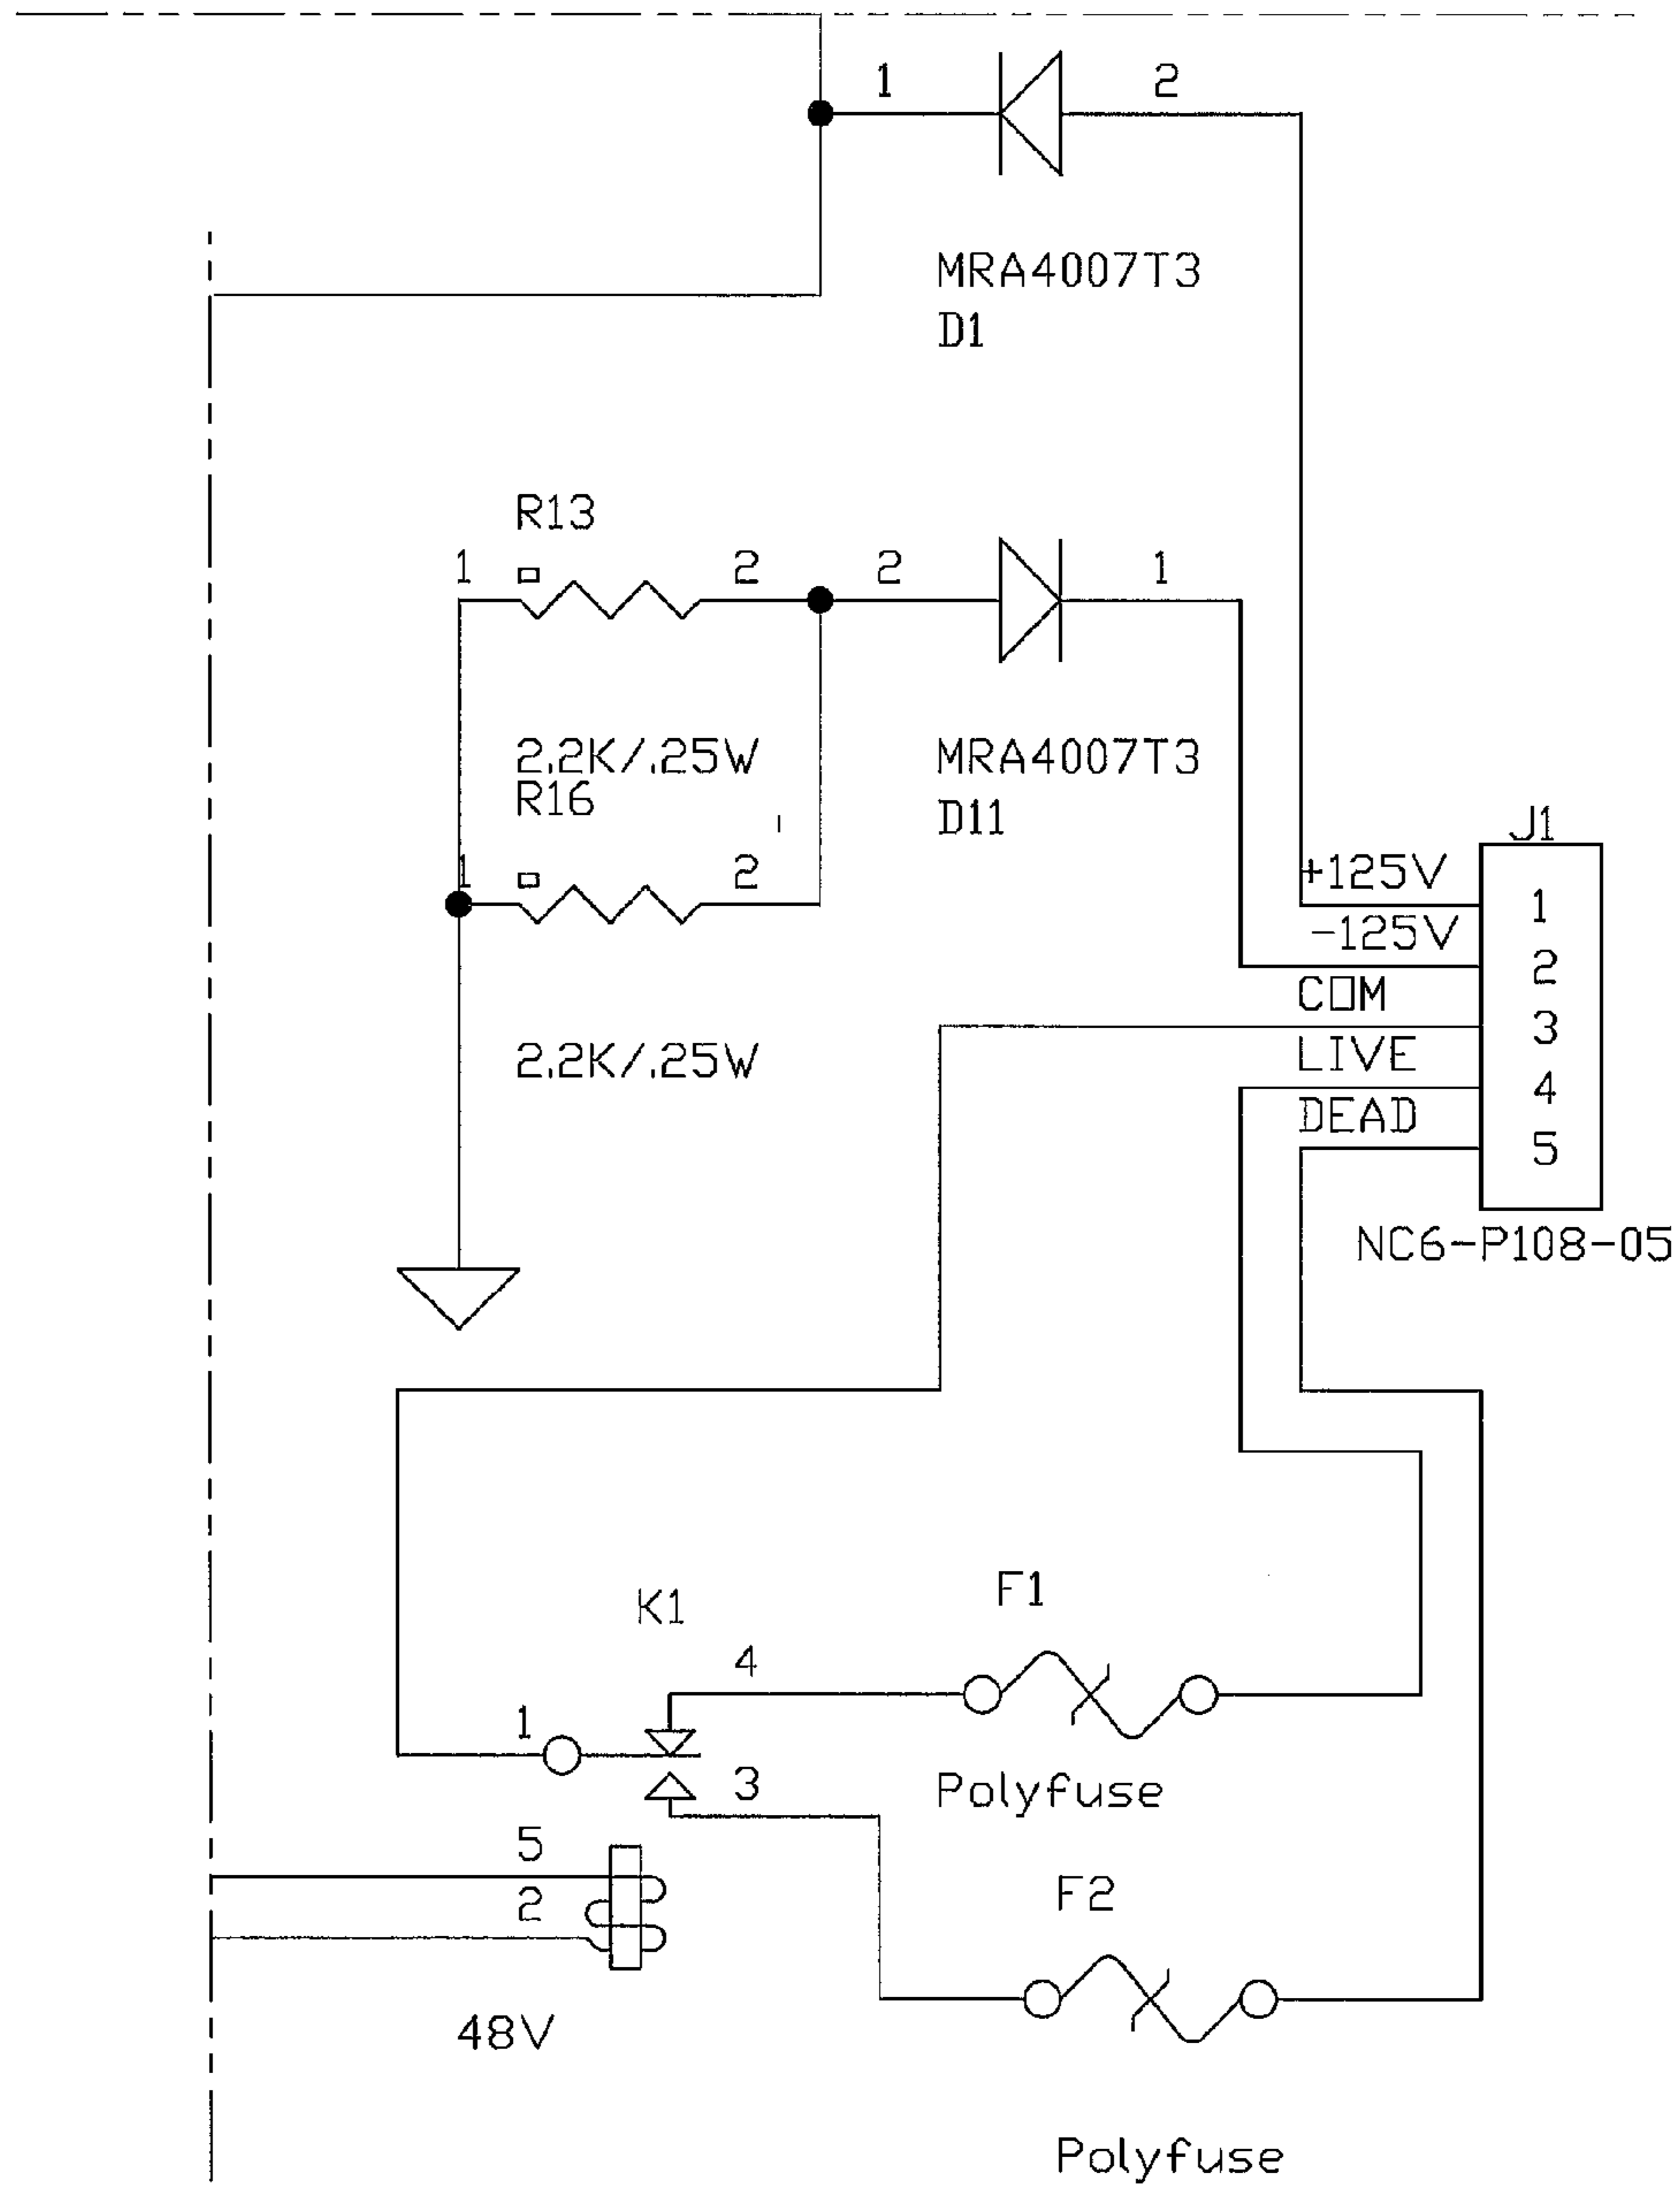 1 2
MRA4007T3
D1
R13
1 2 2 1
2.2K/.25W
R16
MRA4007T3
D11
1 2
2.2K/.25W
J1
+125V
1
-125V
2
COM
3
LIVE
4
DEAD
5
NC6-P108-05
K1
F1
4
1
3
Polyfuse
5
2
F2
48V
Polyfuse